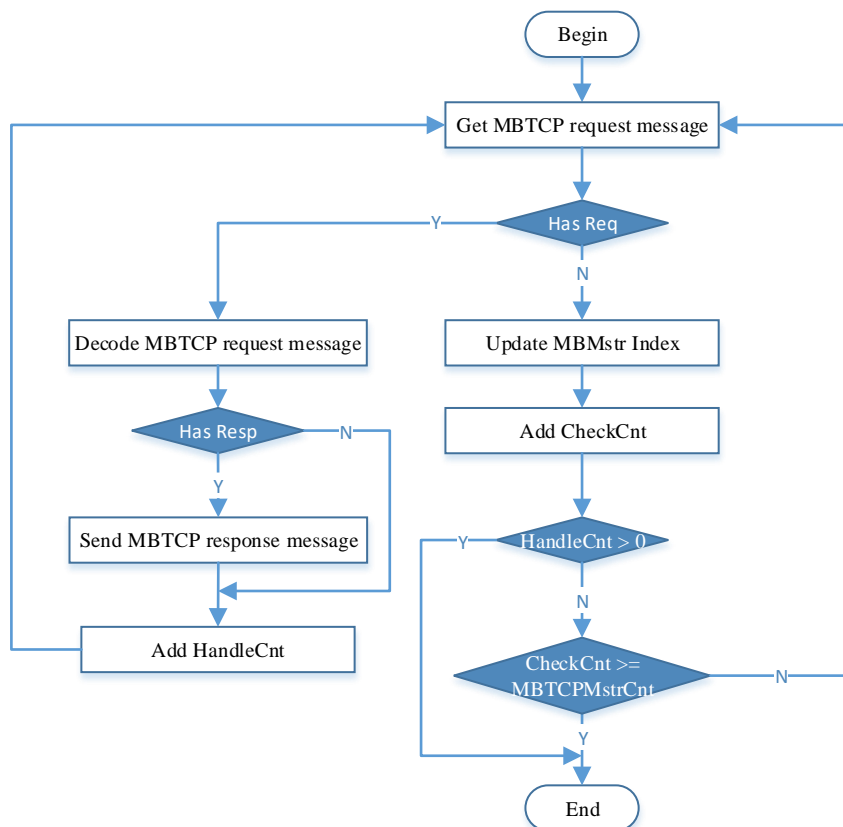 Begin
Get MBTCP request message
Has Req
Y
N
Decode MBTCP request message
Update MBMstr Index
Has Resp
N
Add CheckCnt
Y
Send MBTCP response message
HandleCnt > 0
Y
N
Add HandleCnt
CheckCnt >=
MBTCPMstrCnt
N
Y
End